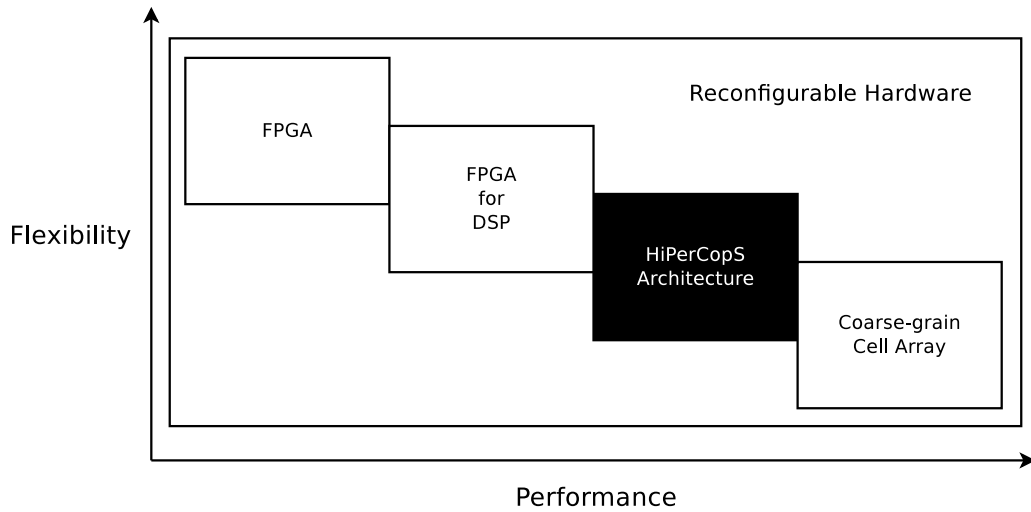 Reconfigurable Hardware
FPGA
FPGA
for
DSP
Flexibility
HiPerCopS
Architecture
Coarse-grain
Cell Array
Performance